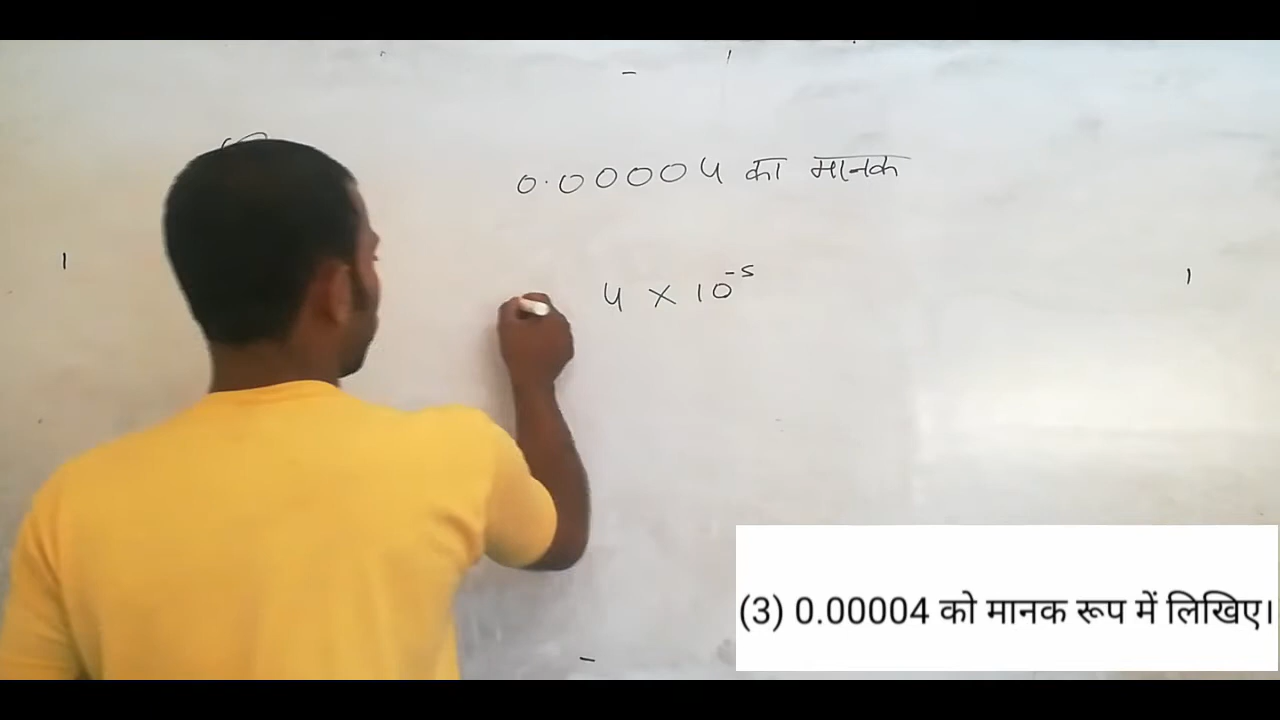 0.00004 का मानक
4 × 10⁻⁵
(3) 0.00004 को मानक रूप में लिखिए।